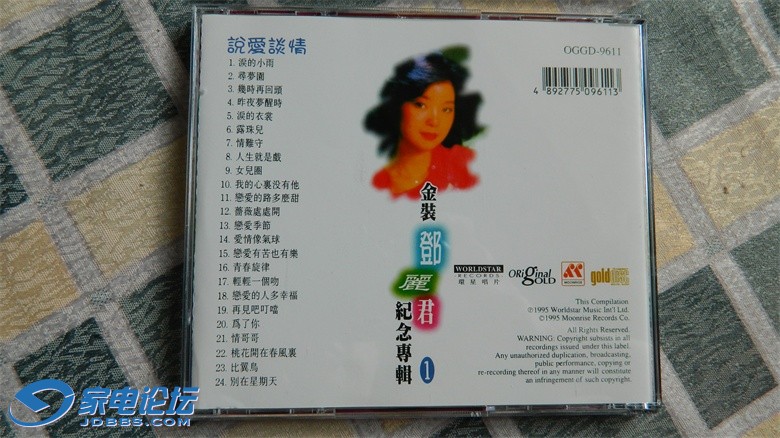 說愛談情
1. 淚的小雨
2. 尋夢園
3. 幾時再回頭
4. 昨夜夢醒時
5. 淚的衣裳
6. 露珠兒
7. 情難守
8. 人生就是戲
9. 女兒圈
10. 我的心裏没有他
11. 戀愛的路多麽甜
12. 薔薇處處開
13. 戀愛季節
14. 愛情像氣球
15. 戀愛有苦也有樂
16. 青春旋律
17. 輕輕一個吻
18. 戀愛的人多幸福
19. 再見吧叮噹
20. 爲了你
21. 情哥哥
22. 桃花開在春風裏
23. 比翼鳥
24. 別在星期天
金裝鄧麗君紀念專輯1
OGGD-9611
4 892775 096113
WORLDSTAR
RECORDS
環星唱片
ORiginal
GOLD
MOONRISE
gold
This Compilation
℗1995 Worldstar Music Int'l Ltd.
©1995 Moonrise Records Co.
All Rights Reserved.
WARNING: Copyright subsists in all
recordings issued under this label.
Any unauthorized duplication, broadcasting,
public performance, copying or
re-recording thereof in any manner will constitute
an infringement of such copyright.
家电论坛
JDBBS.COM